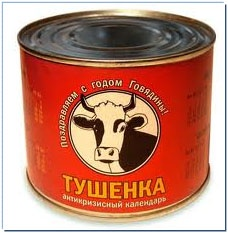 Поздравляем с годом Говядины!
ТУШЕНКА
антикризисный календарь